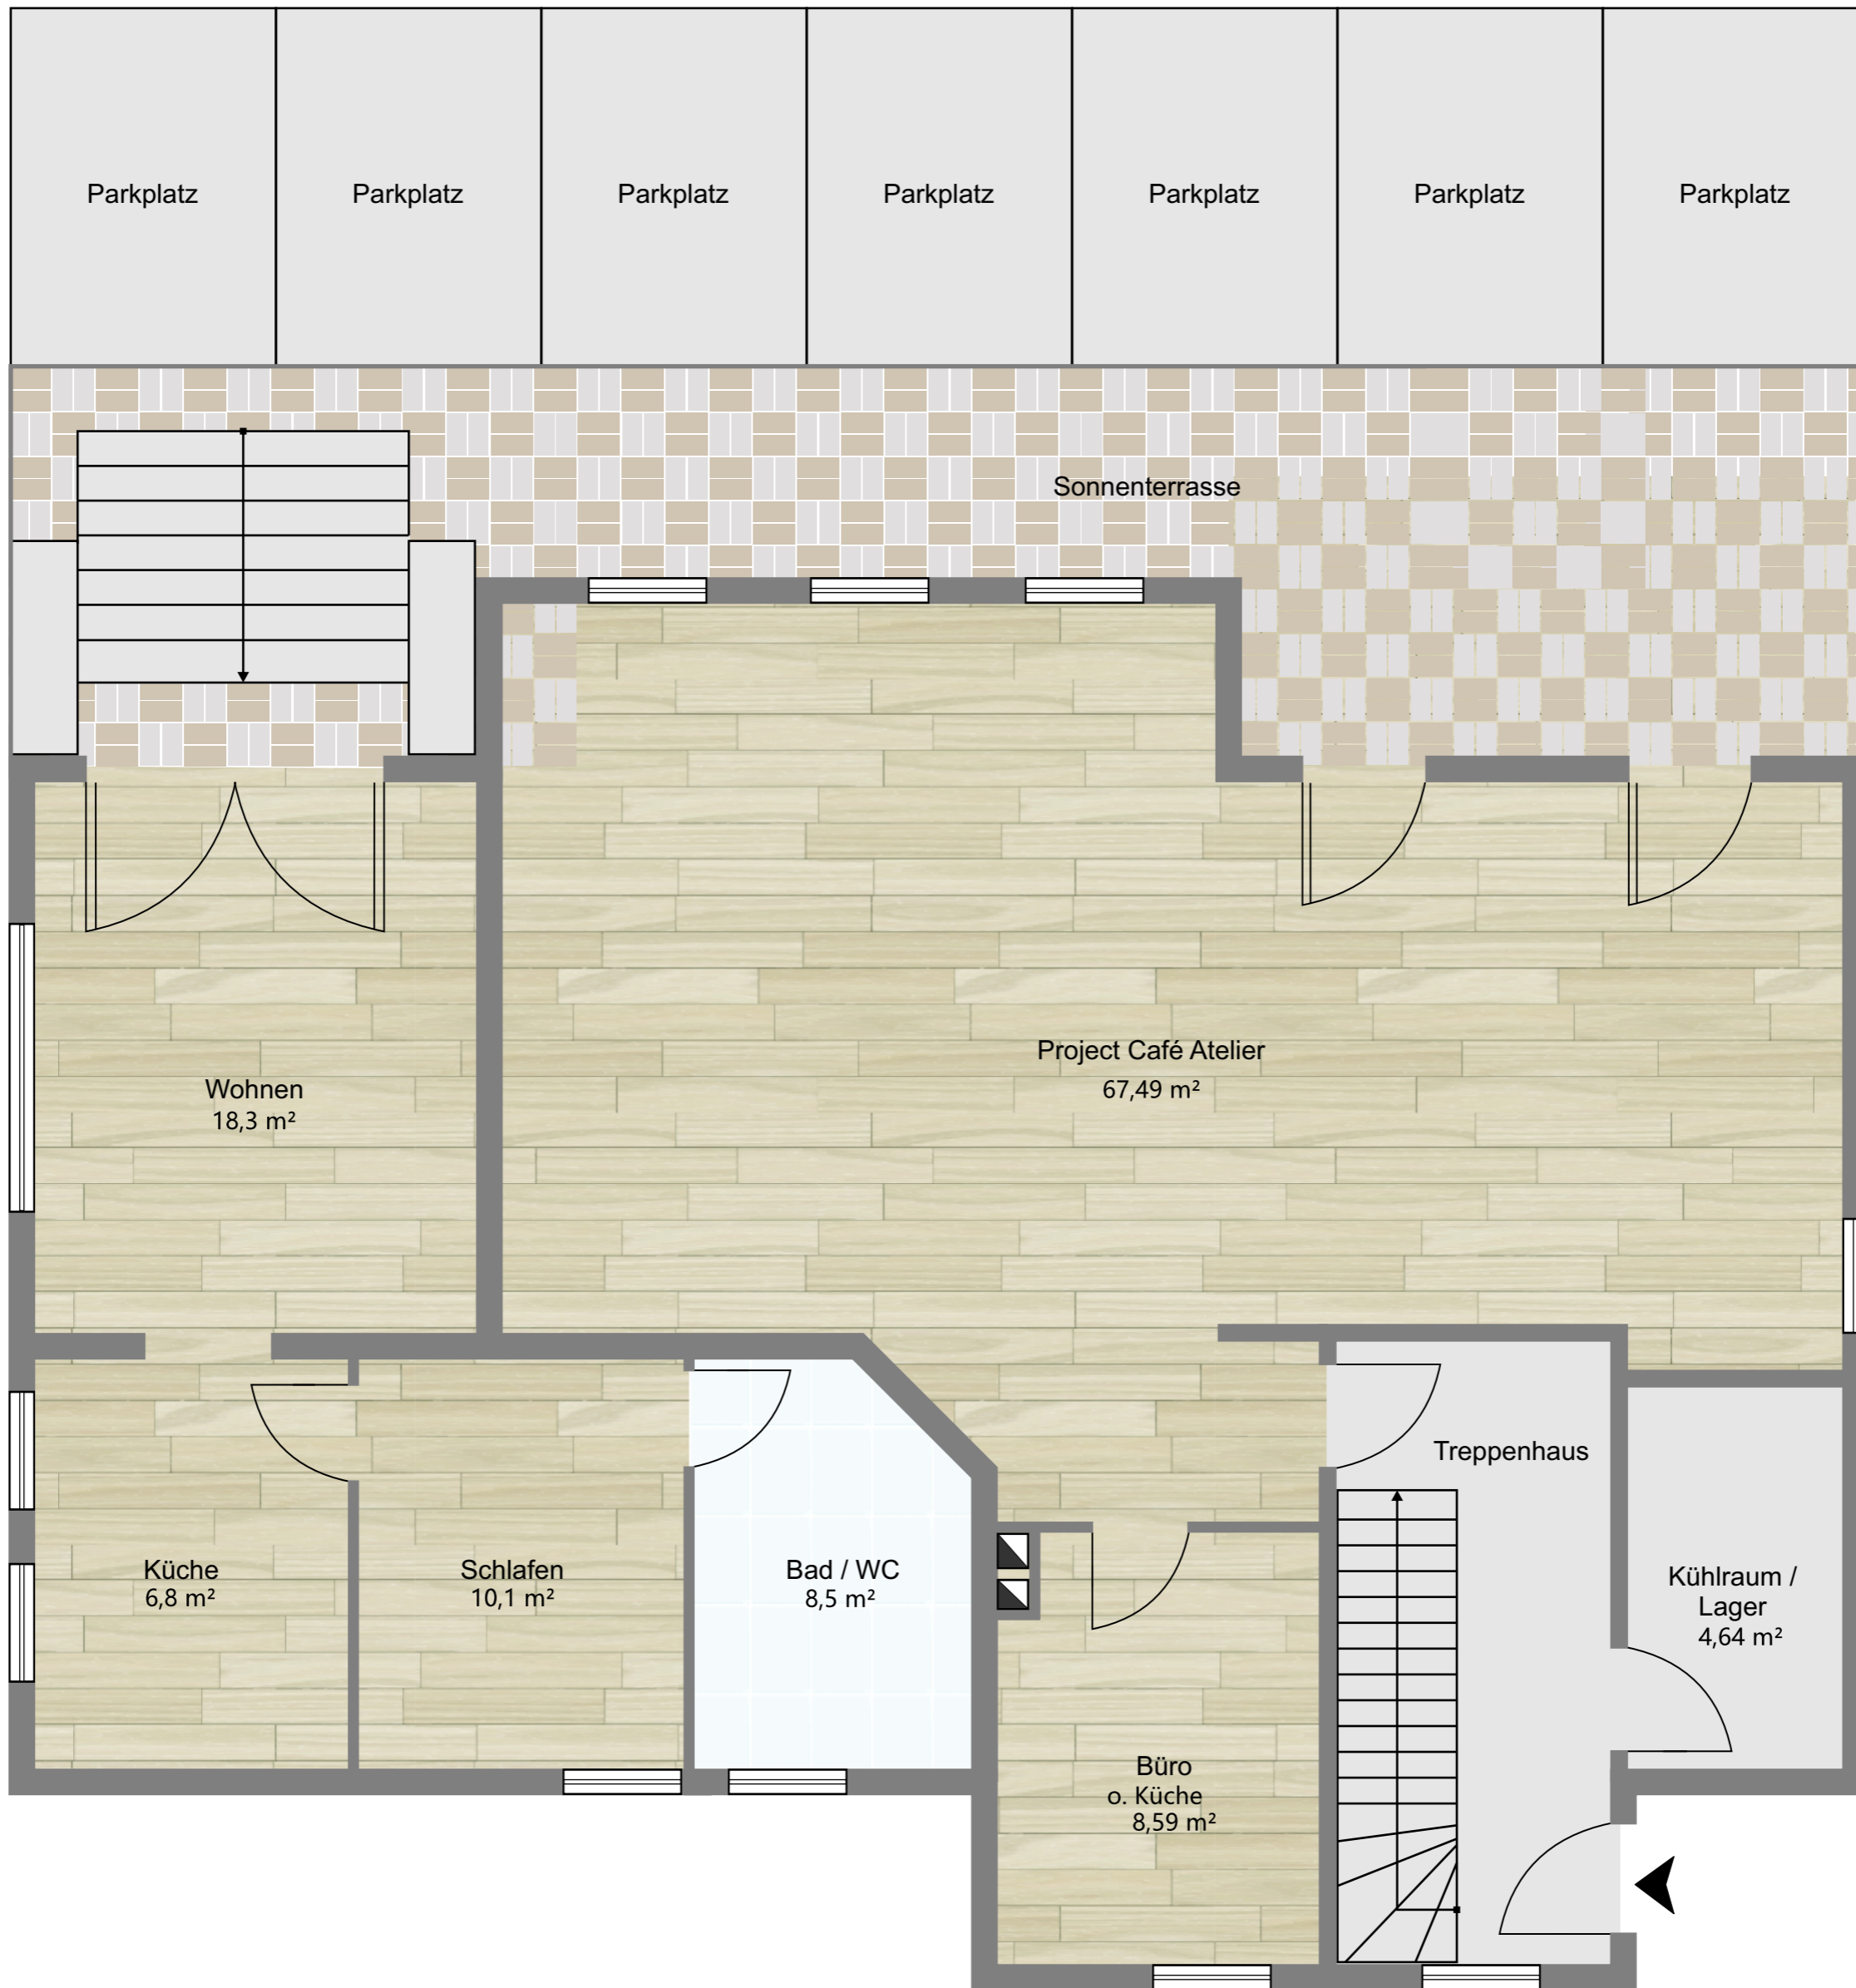 Parkplatz
Parkplatz
Parkplatz
Parkplatz
Parkplatz
Parkplatz
Parkplatz
Sonnenterrasse
Project Café Atelier
67,49 m²
Wohnen
18,3 m²
Treppenhaus
Küche
6,8 m²
Schlafen
10,1 m²
Bad / WC
8,5 m²
Kühlraum /
Lager
4,64 m²
Büro
o. Küche
8,59 m²